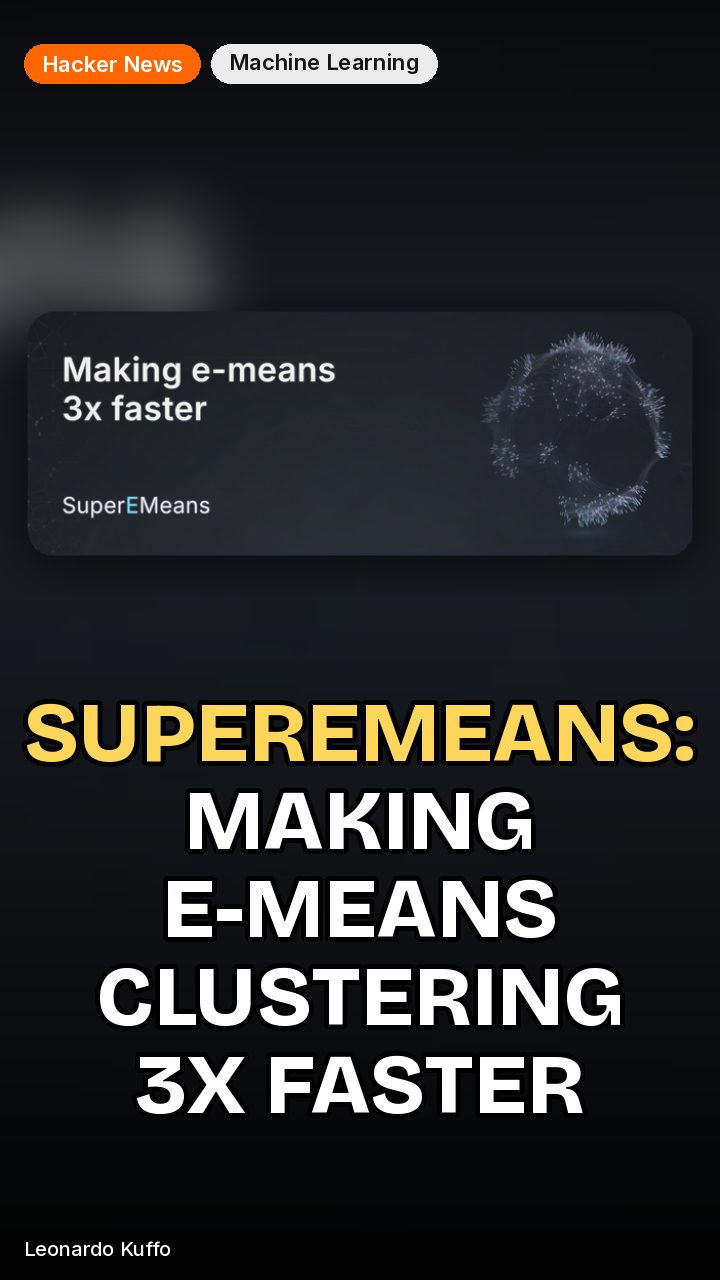 Hacker News
Machine Learning
Making e-means
3x faster
SuperEMeans
SUPEREMEANS:
MAKING
E-MEANS
CLUSTERING
3X FASTER
Leonardo Kuffo